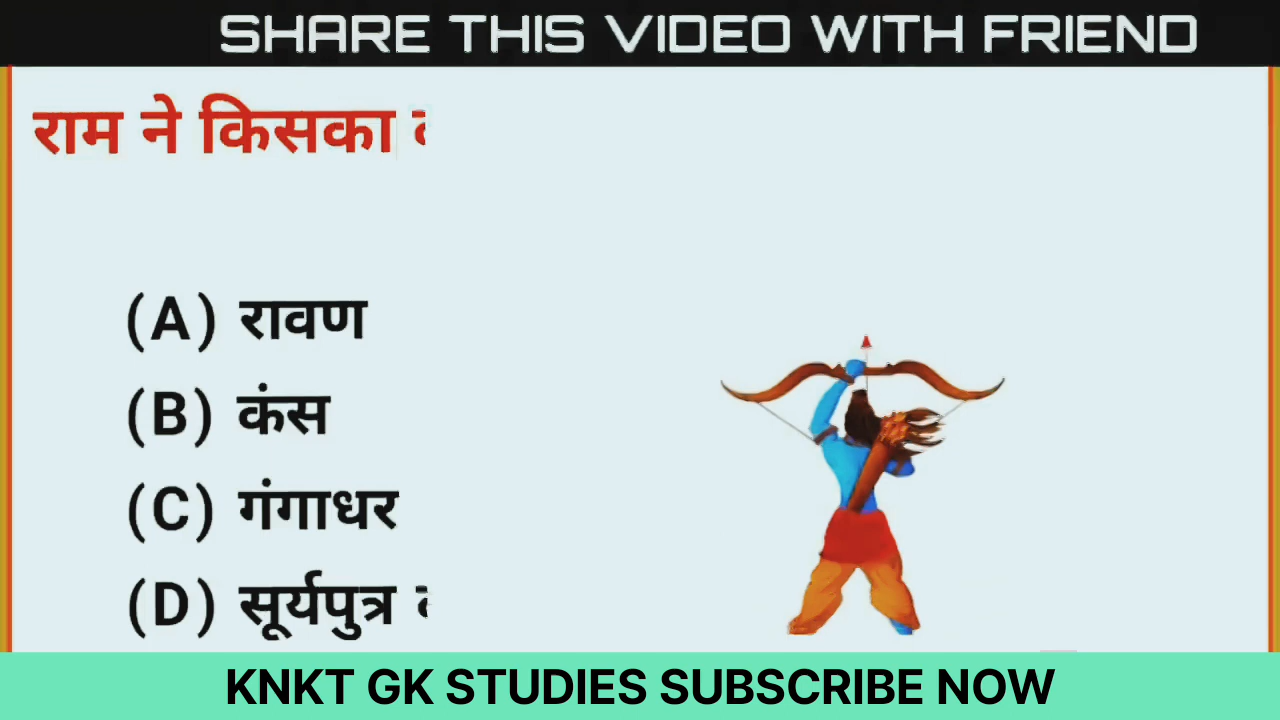 SHARE THIS VIDEO WITH FRIEND
राम ने किसका
(A) रावण
(B) कंस
(C) गंगाधर
(D) सूर्यपुत्र
KNKT GK STUDIES SUBSCRIBE NOW